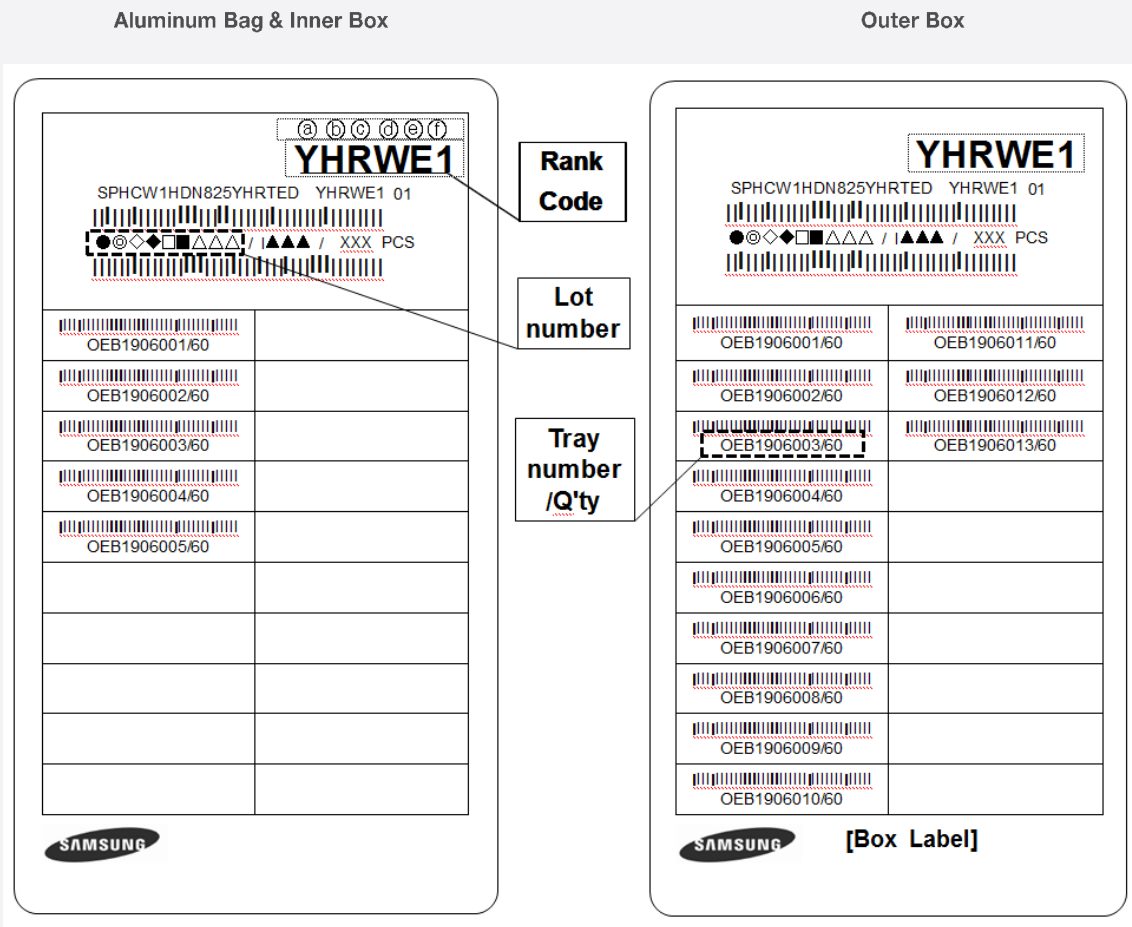 Aluminum Bag & Inner Box
ⓐ ⓑ ⓒ ⓓ ⓔ ⓕ
YHRWE1
SPHCW1HDN825YHRTED YHRWE1 01
●◎◇◆□■△△△ / I▲▲▲ / XXX PCS
OEB1906001/60
OEB1906002/60
OEB1906003/60
OEB1906004/60
OEB1906005/60
SAMSUNG
Rank
Code
Lot
number
Tray
number
/Q'ty
Outer Box
YHRWE1
SPHCW1HDN825YHRTED YHRWE1 01
●◎◇◆□■△△△ / I▲▲▲ / XXX PCS
OEB1906001/60 OEB1906011/60
OEB1906002/60 OEB1906012/60
OEB1906003/60 OEB1906013/60
OEB1906004/60
OEB1906005/60
OEB1906006/60
OEB1906007/60
OEB1906008/60
OEB1906009/60
OEB1906010/60
SAMSUNG
[Box Label]